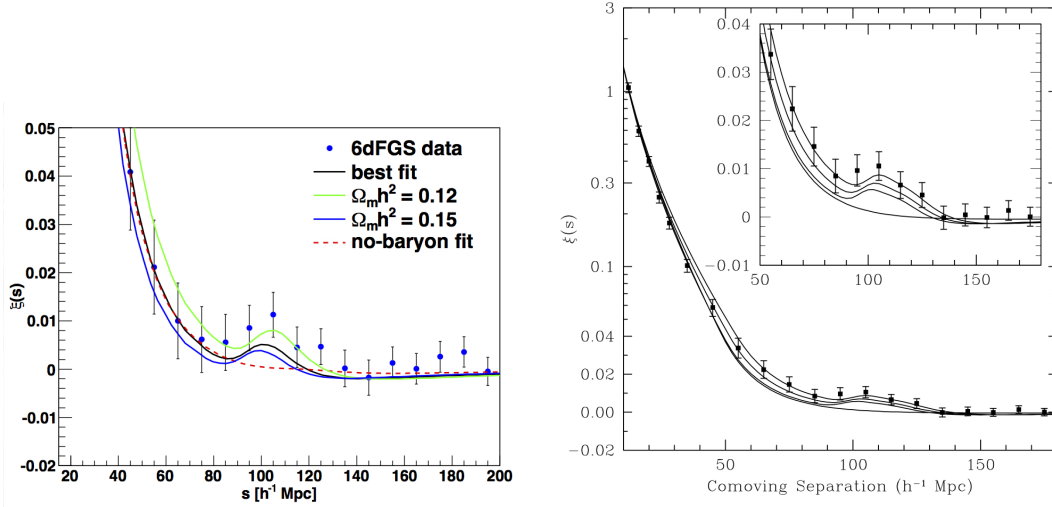 0.05
0.04
0.03
0.02
0.01
0
-0.01
-0.02
ξ(s)
6dFGS data
best fit
Ωₘh² = 0.12
Ωₘh² = 0.15
no-baryon fit
20 40 60 80 100 120 140 160 180 200
s [h⁻¹ Mpc]
3
1
0.3
0.1
0.04
0.02
0.00
−0.02
ξ(s)
0.04
0.03
0.02
0.01
0
−0.01
50 100 150
50 100 150
Comoving Separation (h⁻¹ Mpc)